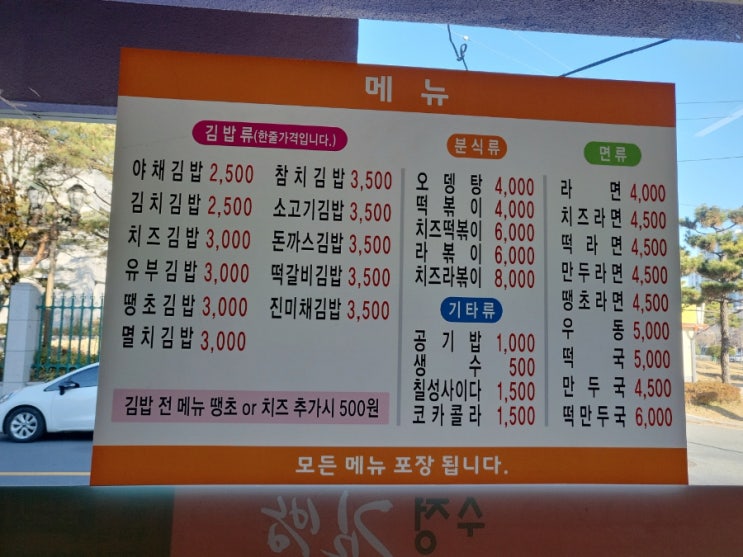 메 뉴
김밥류(한줄가격입니다.)
야채김밥 2,500
김치김밥 2,500
치즈김밥 3,000
유부김밥 3,000
땡초김밥 3,000
멸치김밥 3,000
참치김밥 3,500
소고기김밥 3,500
돈까스김밥 3,500
떡갈비김밥 3,500
진미채김밥 3,500
김밥 전 메뉴 땡초 or 치즈 추가시 500원
분식류
오뎅탕 4,000
떡볶이 4,000
치즈떡볶이 6,000
라볶이 6,000
치즈라볶이 8,000
기타류
공기밥 1,000
생수 500
칠성사이다 1,500
코카콜라 1,500
면류
라면 4,000
치즈라면 4,500
떡라면 4,500
만두라면 4,500
땡초라면 4,500
우동 5,000
떡국 5,000
만두국 4,500
떡만두국 6,000
모든 메뉴 포장 됩니다.
수정 김밥